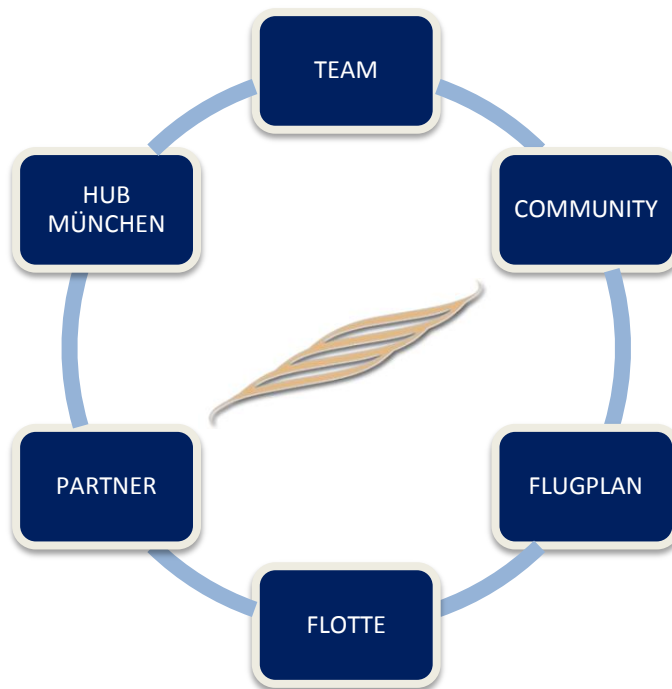 TEAM
COMMUNITY
FLUGPLAN
FLOTTE
PARTNER
HUB
MÜNCHEN